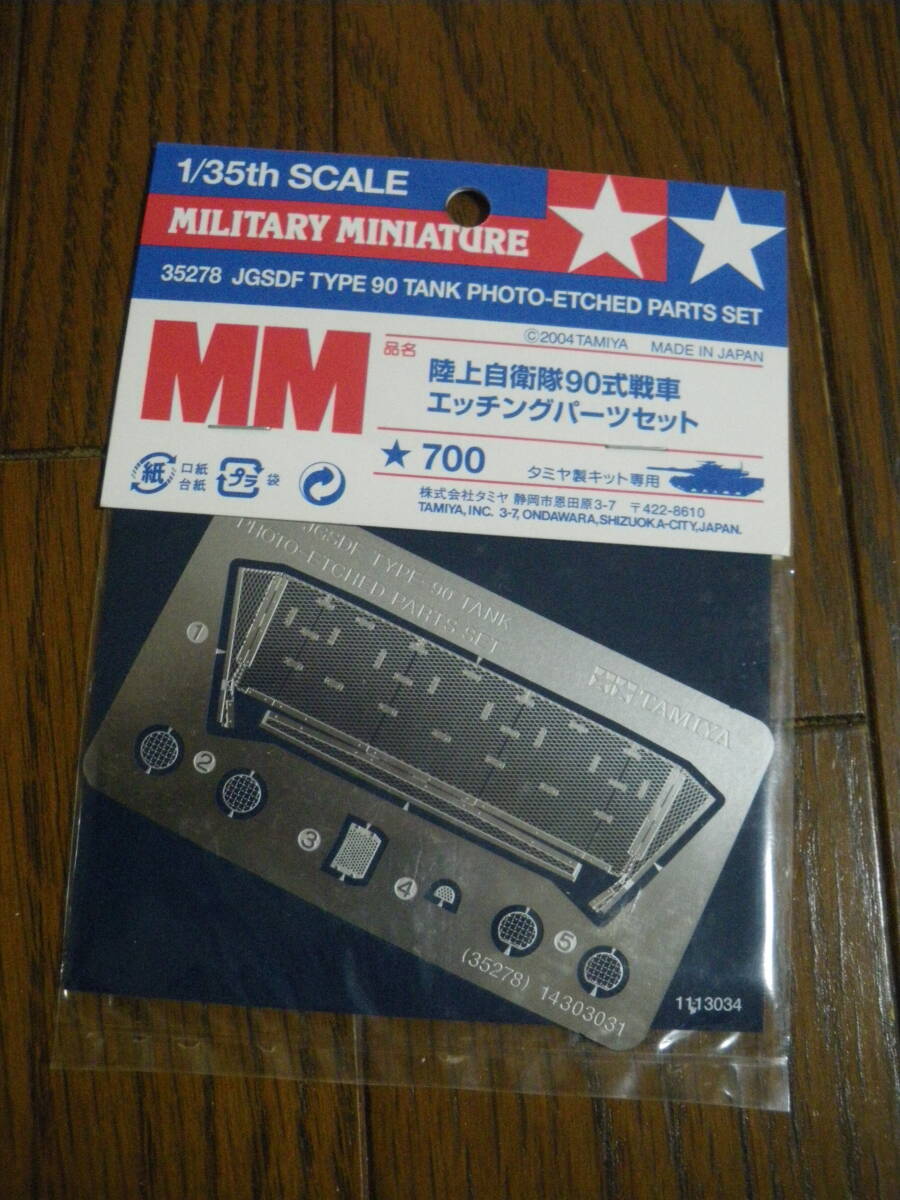 1/35th SCALE
MILITARY MINIATURE
35278 JGSDF TYPE 90 TANK PHOTO-ETCHED PARTS SET
©2004 TAMIYA MADE IN JAPAN
MM
品名
陸上自衛隊90式戦車
エッチングパーツセット
★700
タミヤ製キット専用
紙
口紙
台紙
プラ
袋
株式会社タミヤ 静岡市恩田原3-7 〒422-8610
TAMIYA, INC. 3-7, ONDAWARA, SHIZUOKA-CITY, JAPAN.
JGSDF TYPE 90 TANK
PHOTO-ETCHED PARTS SET
TAMIYA
①
②
③
④
⑤
(35278) 14303031
1113034